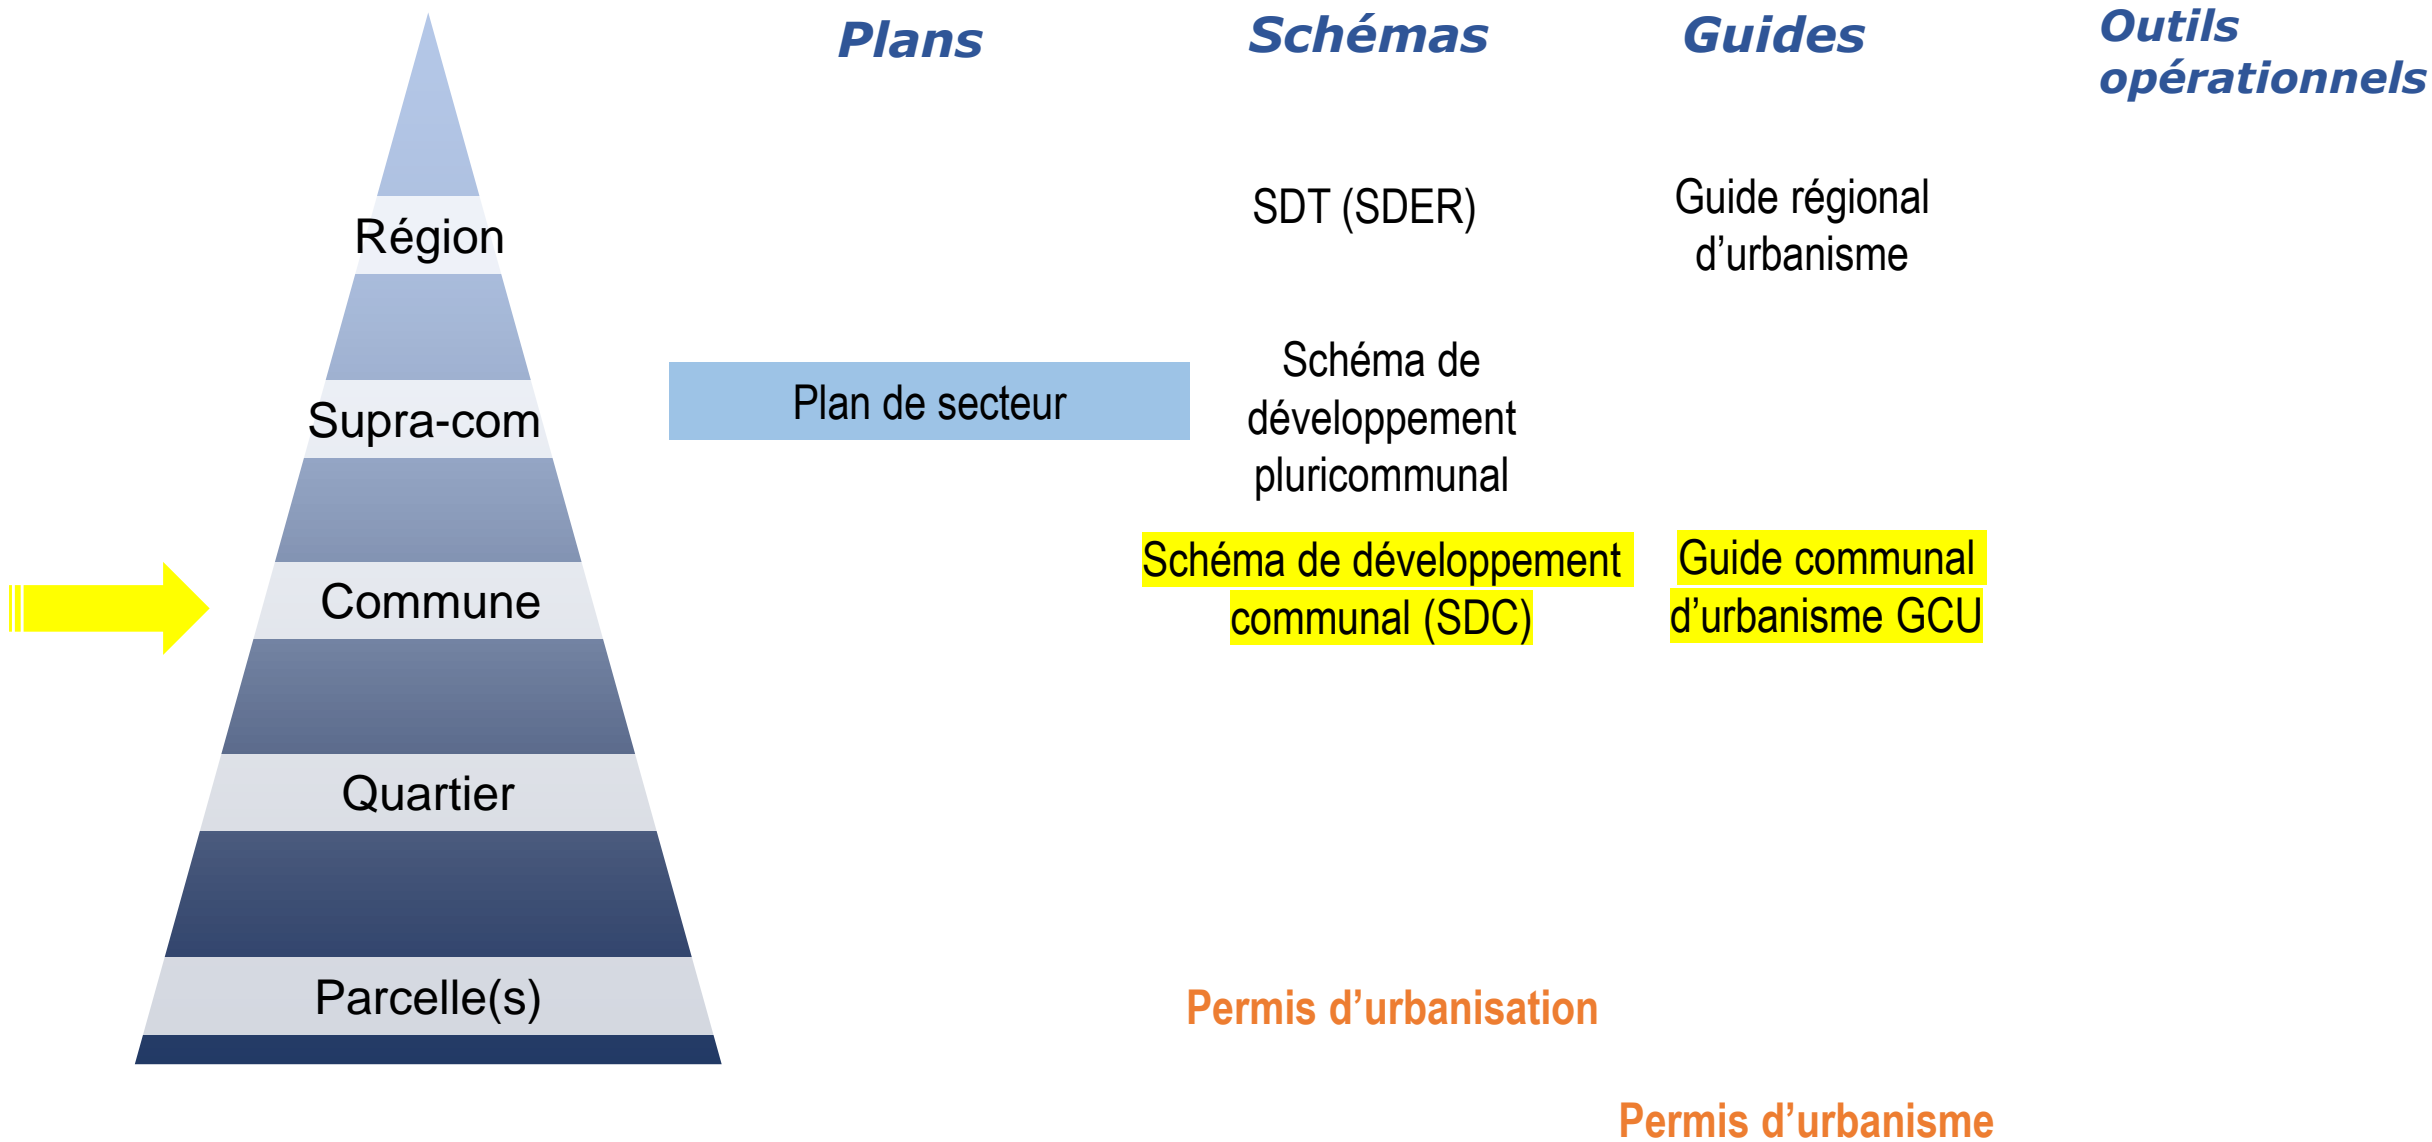 Plans
Schémas
Guides
Outils
opérationnels
Région
SDT (SDER)
Guide régional
d’urbanisme
Supra-com
Plan de secteur
Schéma de
développement
pluricommunal
Commune
Schéma de développement
communal (SDC)
Guide communal
d’urbanisme GCU
Quartier
Parcelle(s)
Permis d’urbanisation
Permis d’urbanisme